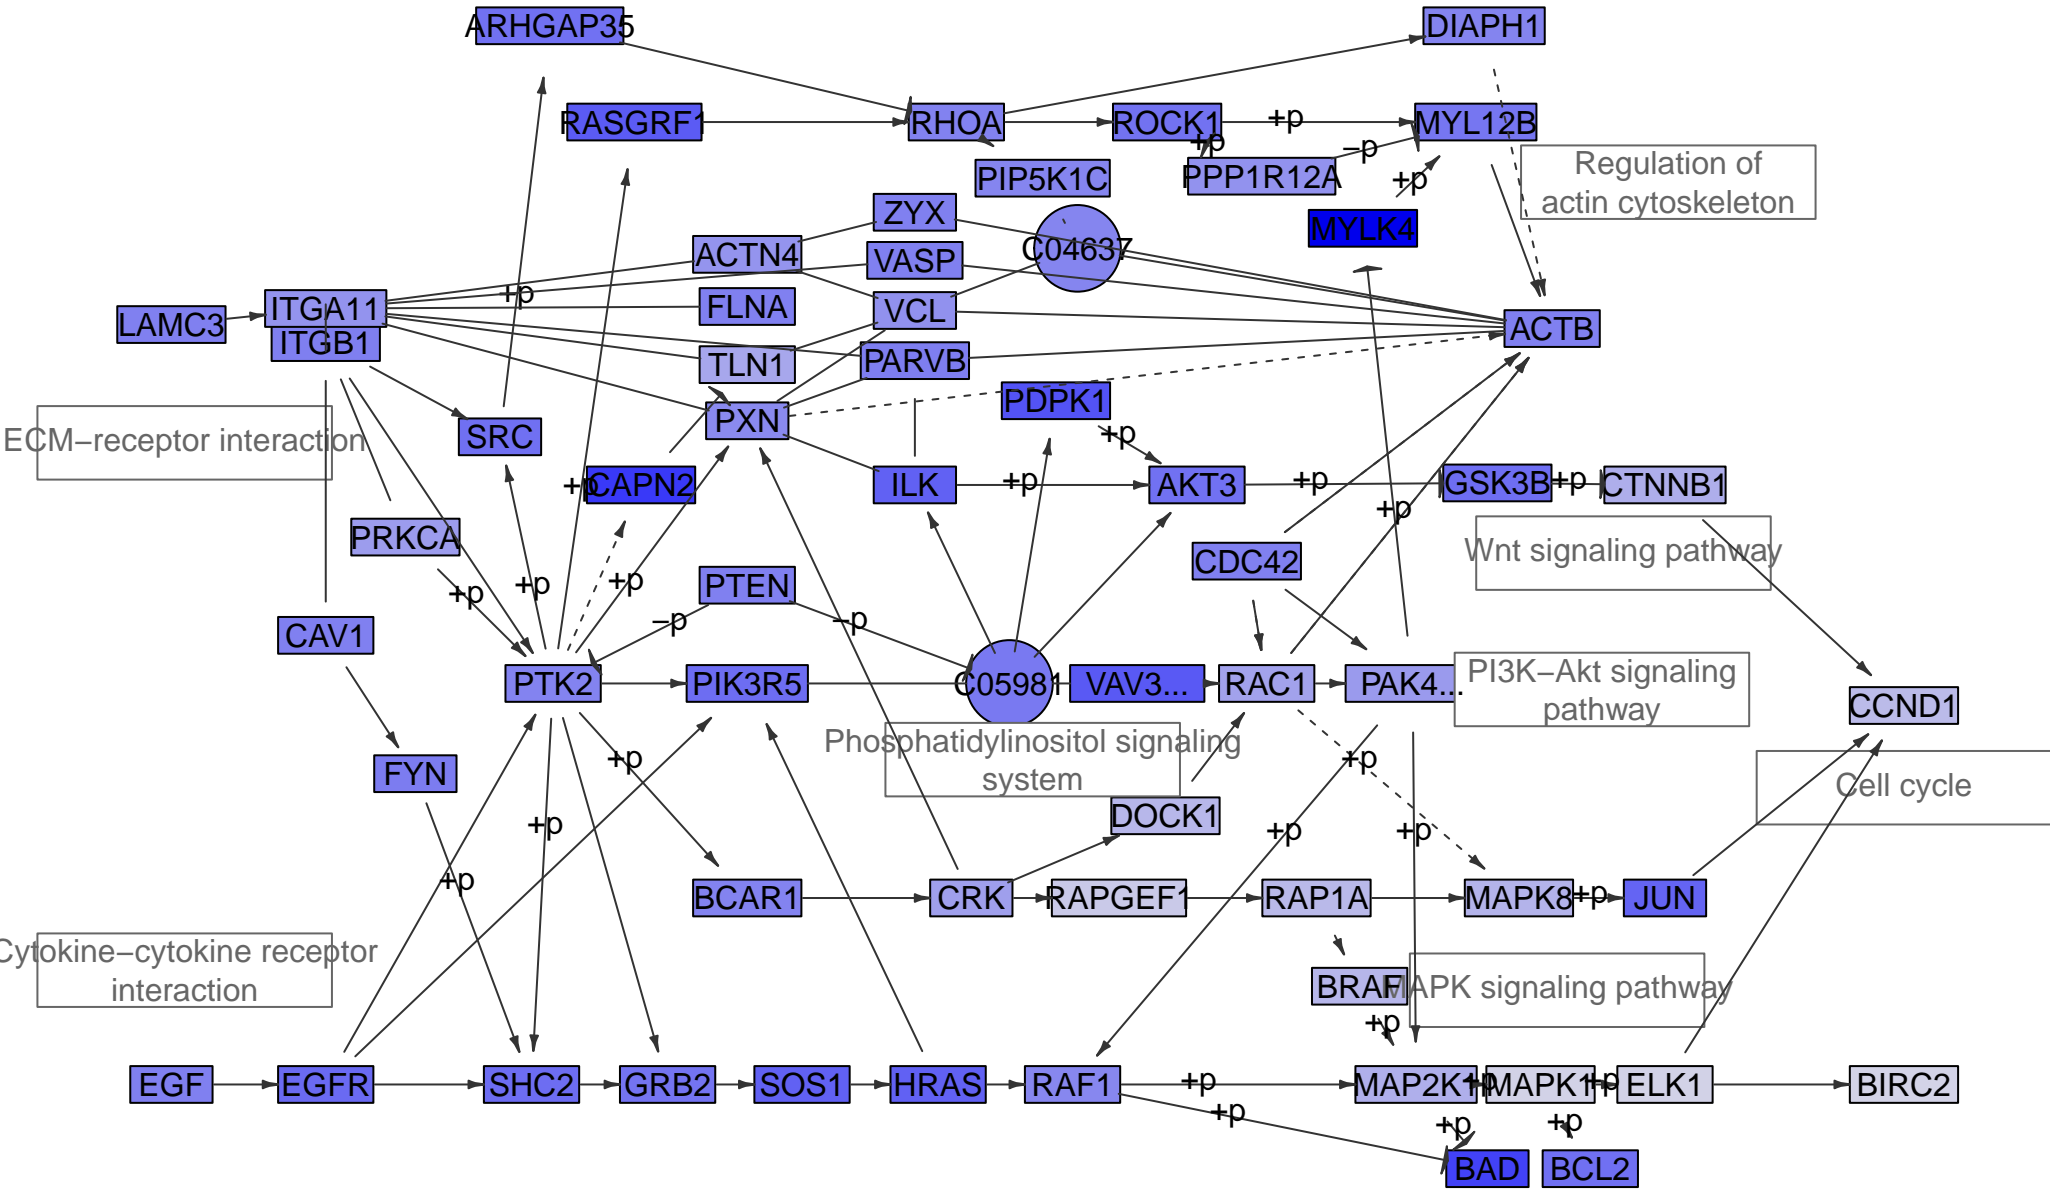 ARHGAP35
DIAPH1
RASGRF1
RHOA
ROCK1
+p
MYL12B
+p
−p
PIP5K1C
PPP1R12A
+p
Regulation of
actin cytoskeleton
ZYX
MYLK4
ACTN4
VASP
C04637
+p
ITGA11
FLNA
VCL
LAMC3
ITGB1
ACTB
TLN1
PARVB
PDPK1
PXN
+p
ECM−receptor interaction
SRC
+p
CAPN2
ILK
+p
AKT3
+p
GSK3B
+p
CTNNB1
+p
PRKCA
Wnt signaling pathway
CDC42
+p
+p
+p
PTEN
−p
−p
CAV1
PTK2
PIK3R5
C05981
VAV3...
RAC1
PAK4...
PI3K−Akt signaling
pathway
CCND1
Phosphatidylinositol signaling
system
+p
+p
FYN
Cell cycle
DOCK1
+p
+p
+p
+p
BCAR1
CRK
RAPGEF1
RAP1A
MAPK8
+p
JUN
Cytokine−cytokine receptor
interaction
BRAF
MAPK signaling pathway
+p
EGF
EGFR
SHC2
GRB2
SOS1
HRAS
RAF1
+p
MAP2K1
+p
MAPK1
+p
ELK1
BIRC2
+p
+p
+p
BAD
BCL2